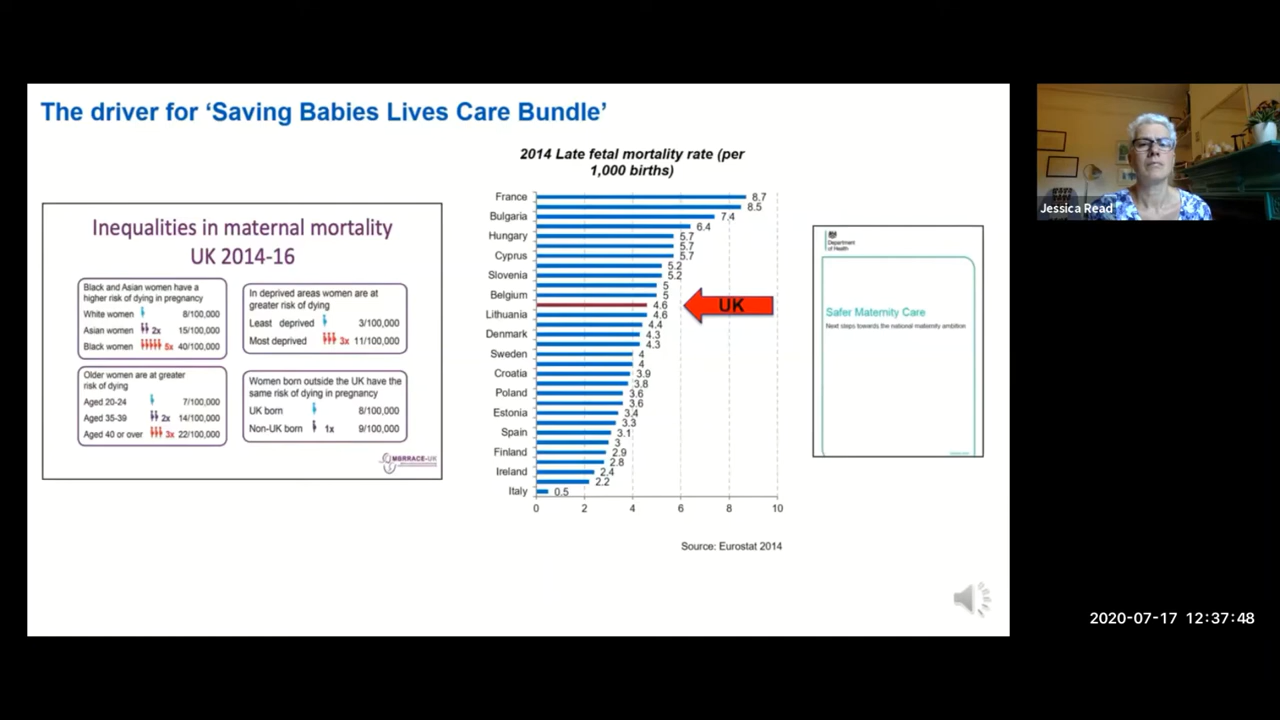 The driver for ‘Saving Babies Lives Care Bundle’
Inequalities in maternal mortality
UK 2014-16
Black and Asian women have a
higher risk of dying in pregnancy
White women 8/100,000
Asian women 2x 15/100,000
Black women 5x 40/100,000
In deprived areas women are at
greater risk of dying
Least deprived 3/100,000
Most deprived 3x 11/100,000
Older women are at greater
risk of dying
Aged 20-24 7/100,000
Aged 35-39 2x 14/100,000
Aged 40 or over 3x 22/100,000
Women born outside the UK have the
same risk of dying in pregnancy
UK born 8/100,000
Non-UK born 1x 9/100,000
MBRRACE-UK
2014 Late fetal mortality rate (per
1,000 births)
France 8.7
8.5
Bulgaria 7.4
6.4
Hungary 5.7
5.7
Cyprus 5.7
5.2
Slovenia 5.2
5
Belgium 5
4.6
UK
Lithuania 4.6
4.4
Denmark 4.3
4.3
Sweden 4
4
Croatia 3.9
3.8
Poland 3.6
3.6
Estonia 3.4
3.3
Spain 3.1
3
Finland 2.9
2.8
Ireland 2.4
2.2
Italy 0.5
0 2 4 6 8 10
Source: Eurostat 2014
Department
of Health
Safer Maternity Care
Next steps towards the national maternity ambition
Jessica Read
2020-07-17 12:37:48